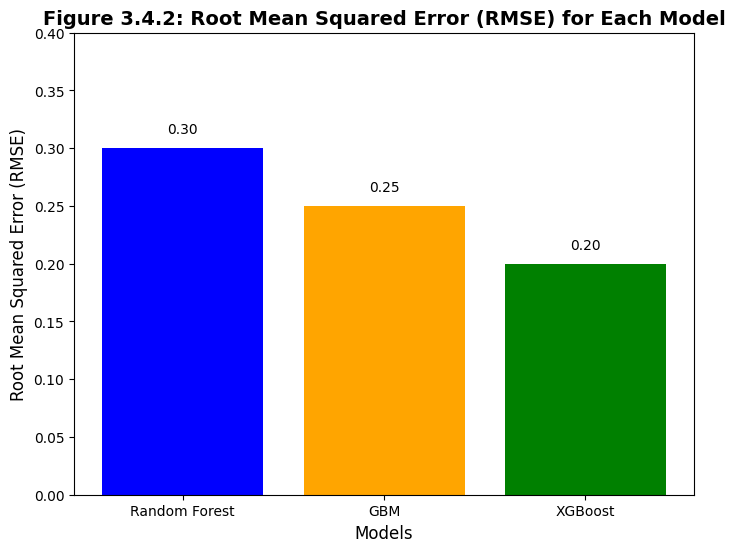 Figure 3.4.2: Root Mean Squared Error (RMSE) for Each Model
Root Mean Squared Error (RMSE)
0.40
0.35
0.30
0.25
0.20
0.15
0.10
0.05
0.00
0.30
0.25
0.20
Random Forest
GBM
XGBoost
Models